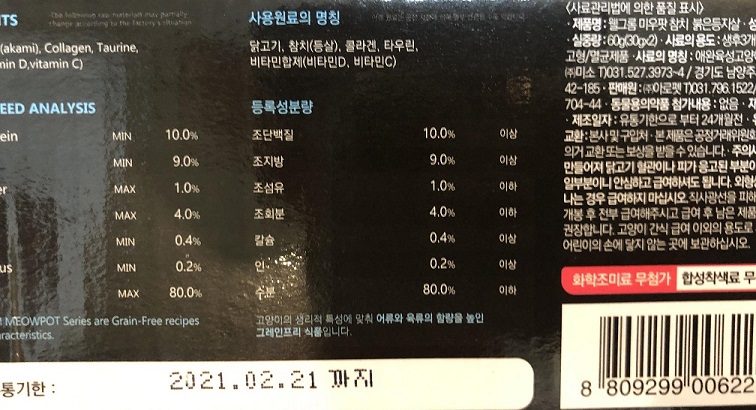 NTS
The following raw materials may partially
change according to the factory's situation
(akami), Collagen, Taurine,
min D,vitamin C)
EED ANALYSIS
ein MIN 10.0%
MIN 9.0%
er MAX 1.0%
MAX 4.0%
MIN 0.4%
us MIN 0.2%
MAX 80.0%
MEOWPOT Series are Grain-Free recipes
aracteristics.
사용원료의 명칭
닭고기, 참치(등살), 콜라겐, 타우린,
비타민합제(비타민D, 비타민C)
등록성분량
조단백질 10.0% 이상
조지방 9.0% 이상
조섬유 1.0% 이하
조회분 4.0% 이하
칼슘 0.4% 이상
인 0.2% 이상
수분 80.0% 이하
고양이의 생리적 특성에 맞춰 어류와 육류의 함량을 높인
그레인프리 식품입니다.
통기한 : 2021.02.21 까지
<사료관리법에 의한 품질 표시>
· 제품명 : 웰그룸 미우팟 참치 붉은등지살 ·
· 실중량 : 60g(30g×2) · 사료의 용도 : 생후3개
고형/멸균제품 · 사료의 명칭 : 애완육성고양
㈜미소 T)031.527.3973~4 / 경기도 남양주
42-185 · 판매원 : ㈜아로펫 T)031.796.1522/
704-44 · 동물용의약품 첨가내용 : 없음 ·
· 제조일자 : 유통기한으로 부터 24개월전 ·
교환 : 본사 및 구입처 · 본 제품은 공정거래위원회
의거 교환 또는 보상을 받을 수 있습니다. · 주의사
만들어져 닭고기 혈관이나 피가 응고된 부분이
일부분이니 안심하고 급여하셔도 됩니다. 외형
나는 경우 급여하지 마십시오. 직사광선을 피해
개봉 후 전부 급여해주시고 급여 후 남은 제품
권장합니다. 고양이 간식 급여 이외의 용도로
어린이의 손에 닿지 않는 곳에 보관하십시오.
화학조미료 무첨가 합성착색료 무
8 809299 00622